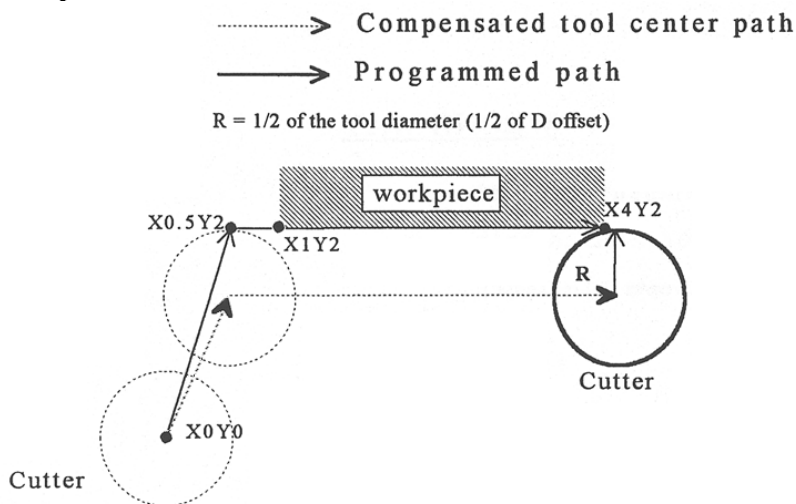 Compensated tool center path
Programmed path
R = 1/2 of the tool diameter (1/2 of D offset)
workpiece
X0.5Y2
X4Y2
X1Y2
R
Cutter
X0Y0
Cutter